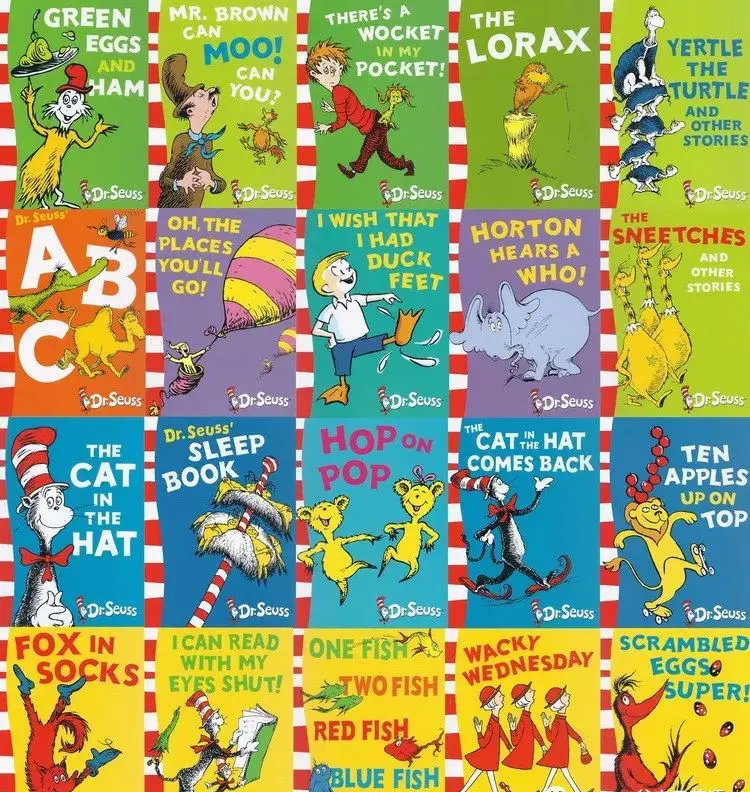 GREEN
EGGS
AND
HAM
Dr. Seuss
MR. BROWN
CAN
MOO!
CAN
YOU?
Dr. Seuss
THERE'S A
WOCKET
IN MY
POCKET!
Dr. Seuss
THE
LORAX
Dr. Seuss
YERTLE
THE
TURTLE
AND
OTHER
STORIES
Dr. Seuss
Dr. Seuss'
A
B
C
Dr. Seuss
OH, THE
PLACES
YOU'LL
GO!
Dr. Seuss
I WISH THAT
I HAD
DUCK
FEET
Dr. Seuss
HORTON
HEARS A
WHO!
Dr. Seuss
THE
SNEETCHES
AND
OTHER
STORIES
Dr. Seuss
THE
CAT
IN
THE
HAT
Dr. Seuss
Dr. Seuss'
SLEEP
BOOK
Dr. Seuss
HOP ON
POP
Dr. Seuss
THE
CAT IN THE HAT
COMES BACK
Dr. Seuss
TEN
APPLES
UP ON
TOP
Dr. Seuss
FOX IN
SOCKS
I CAN READ
WITH MY
EYES SHUT!
ONE FISH
TWO FISH
RED FISH
BLUE FISH
WACKY
WEDNESDAY
SCRAMBLED
EGGS
SUPER!